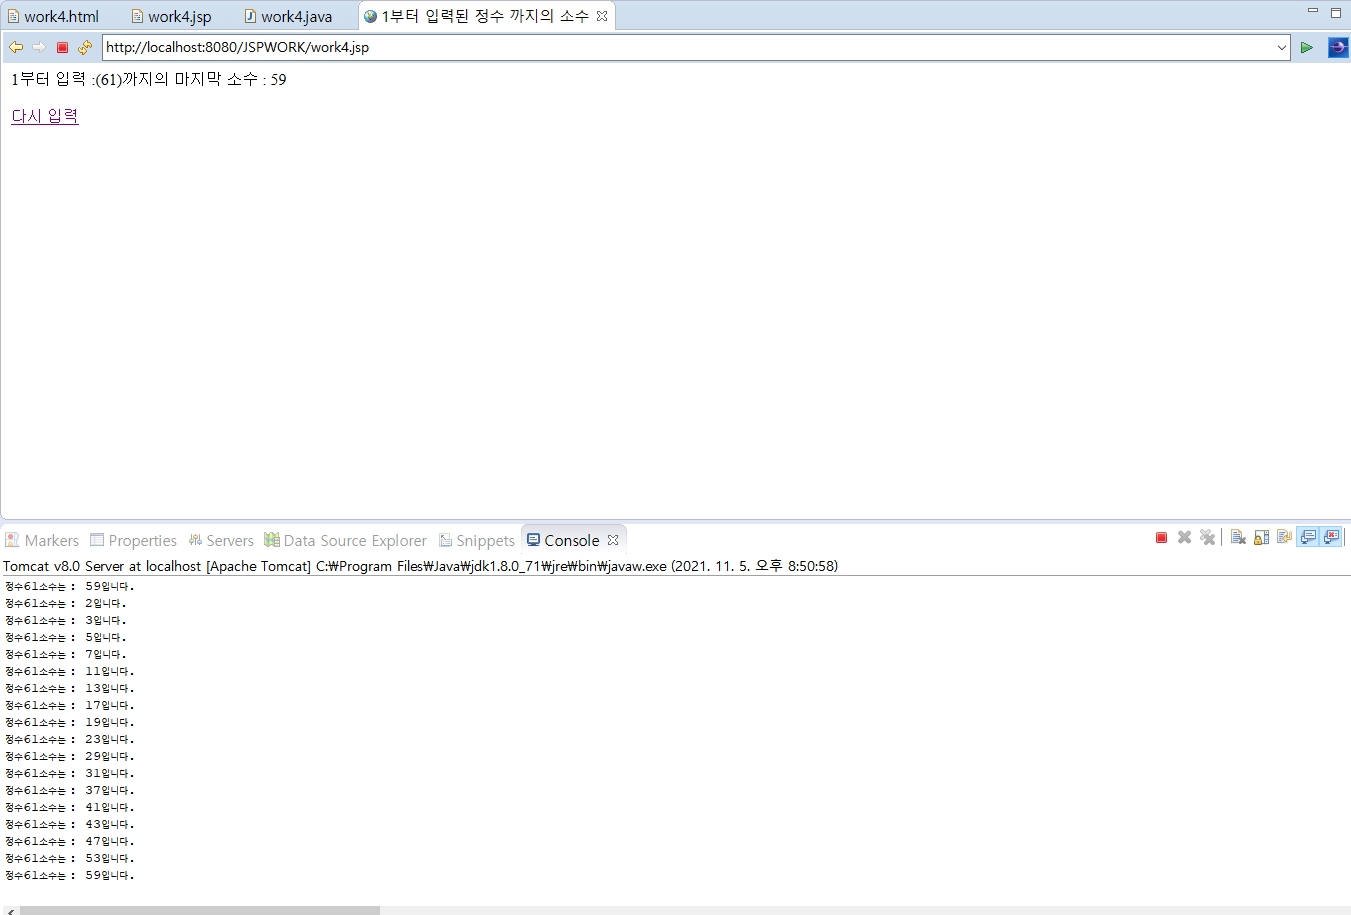 work4.html work4.jsp work4.java 1부터 입력된 정수 까지의 소수
http://localhost:8080/JSPWORK/work4.jsp
1부터 입력 :(61)까지의 마지막 소수 : 59
다시 입력
Markers Properties Servers Data Source Explorer Snippets Console
Tomcat v8.0 Server at localhost [Apache Tomcat] C:₩Program Files₩Java₩jdk1.8.0_71₩jre₩bin₩javaw.exe (2021. 11. 5. 오후 8:50:58)
정수61소수는 : 59입니다.
정수61소수는 : 2입니다.
정수61소수는 : 3입니다.
정수61소수는 : 5입니다.
정수61소수는 : 7입니다.
정수61소수는 : 11입니다.
정수61소수는 : 13입니다.
정수61소수는 : 17입니다.
정수61소수는 : 19입니다.
정수61소수는 : 23입니다.
정수61소수는 : 29입니다.
정수61소수는 : 31입니다.
정수61소수는 : 37입니다.
정수61소수는 : 41입니다.
정수61소수는 : 43입니다.
정수61소수는 : 47입니다.
정수61소수는 : 53입니다.
정수61소수는 : 59입니다.